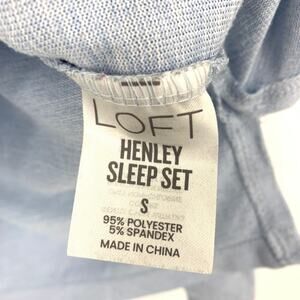 LOFT
HENLEY
SLEEP SET
S
95% POLYESTER
5% SPANDEX
MADE IN CHINA